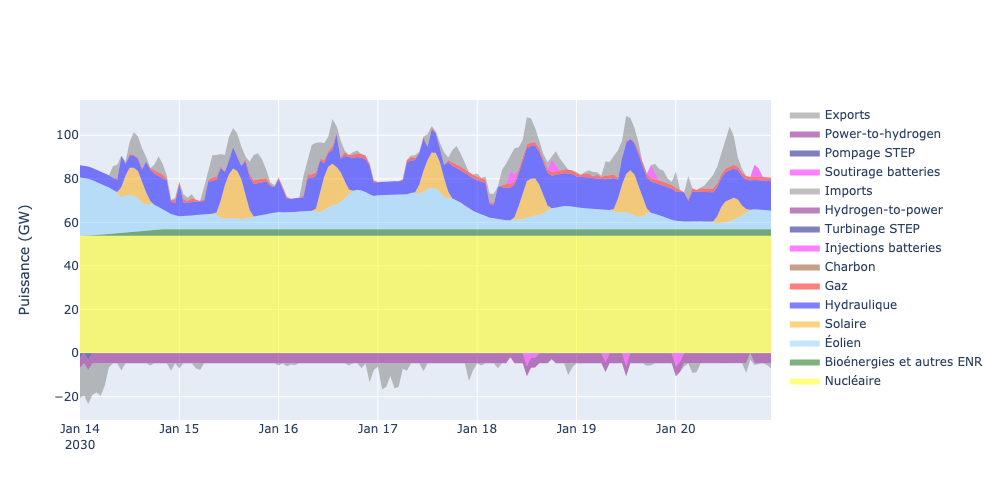 Puissance (GW)
100
80
60
40
20
0
−20
Jan 14
2030
Jan 15
Jan 16
Jan 17
Jan 18
Jan 19
Jan 20
Exports
Power-to-hydrogen
Pompage STEP
Soutirage batteries
Imports
Hydrogen-to-power
Turbinage STEP
Injections batteries
Charbon
Gaz
Hydraulique
Solaire
Éolien
Bioénergies et autres ENR
Nucléaire